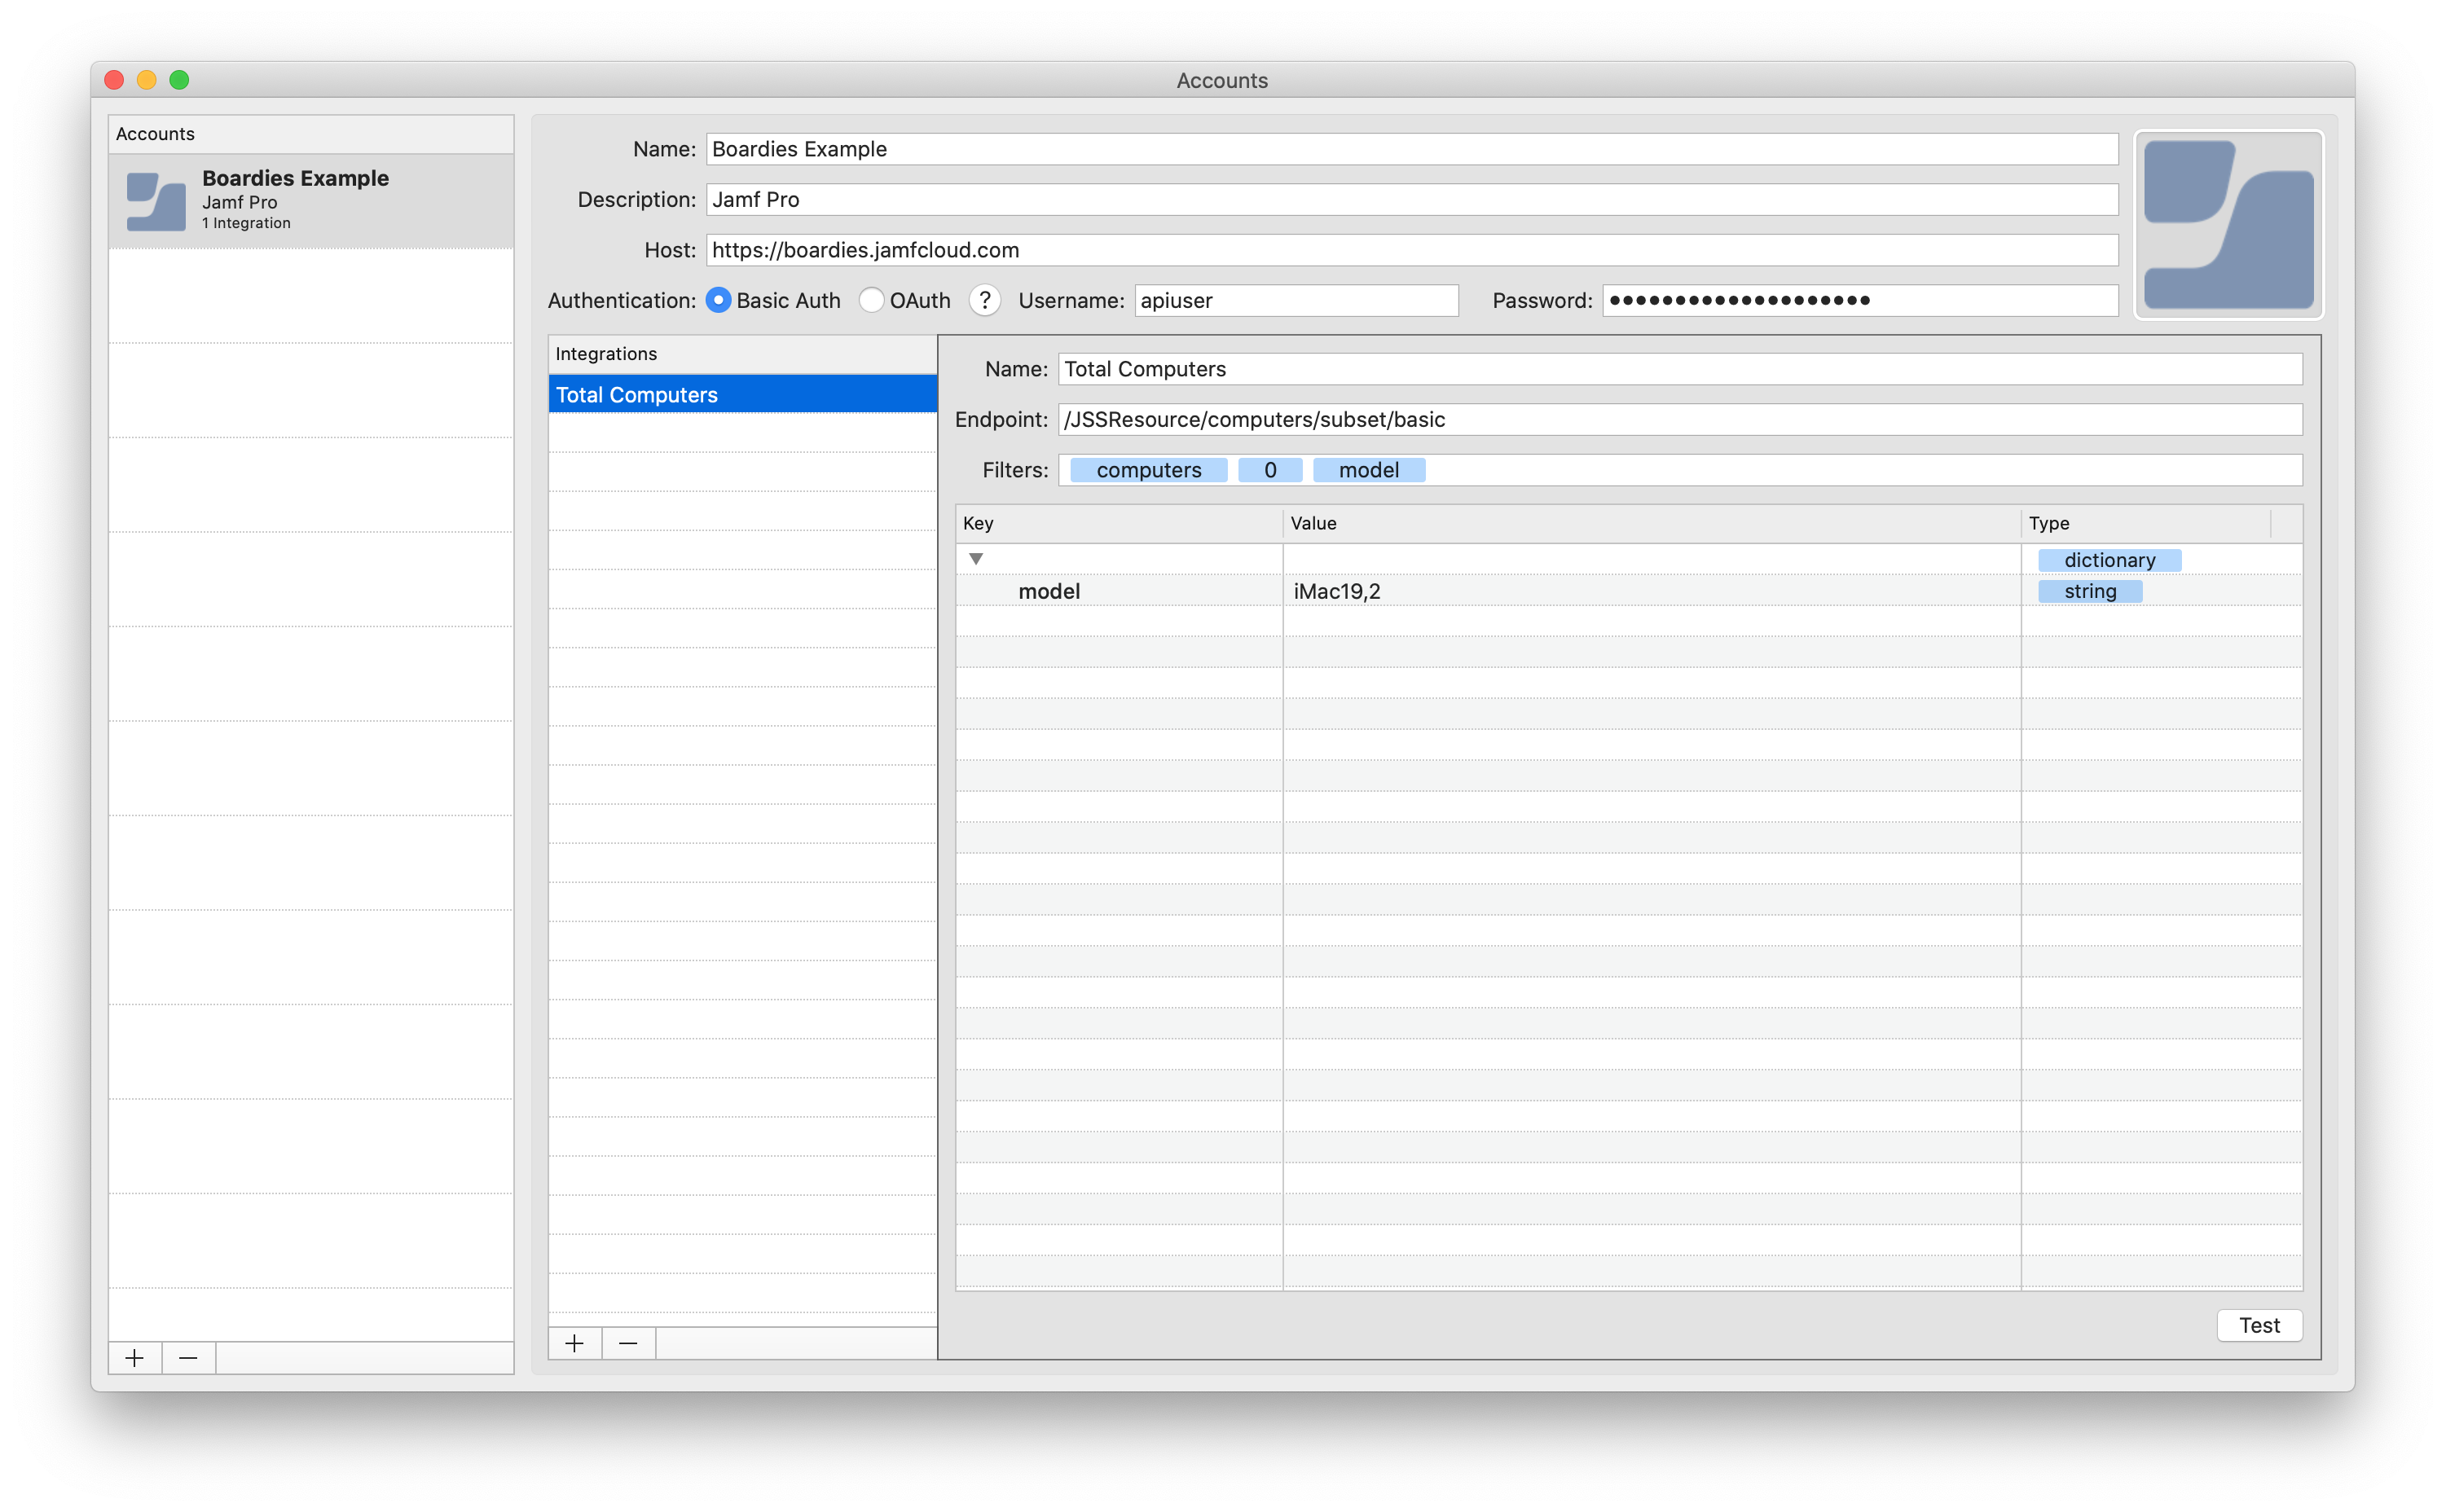 Accounts
Accounts
Boardies Example
Jamf Pro
1 Integration
Name: Boardies Example
Description: Jamf Pro
Host: https://boardies.jamfcloud.com
Authentication: Basic Auth OAuth ? Username: apiuser Password: ●●●●●●●●●●●●●●●●●●●●
Integrations
Total Computers
Name: Total Computers
Endpoint: /JSSResource/computers/subset/basic
Filters: computers 0 model
Key Value Type
dictionary
model iMac19,2 string
Test